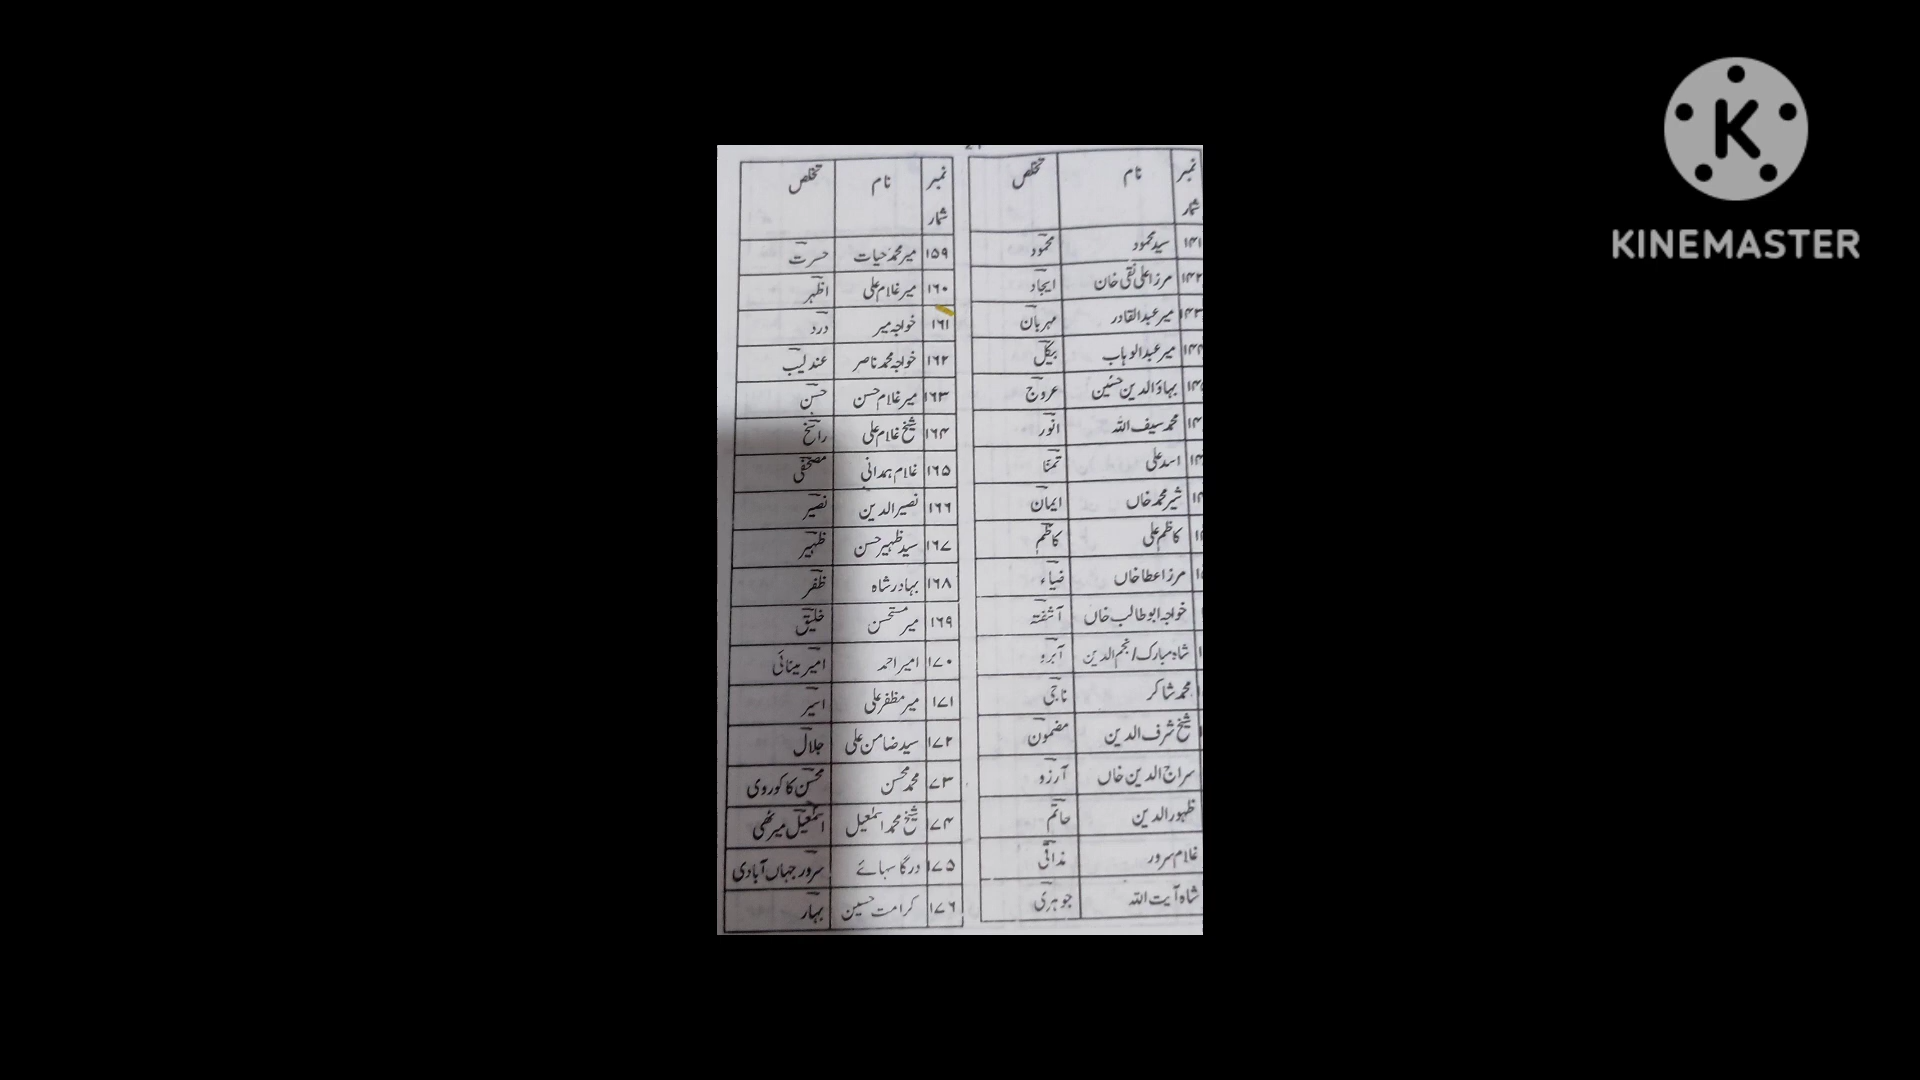 نمبر شمار نام تخلص
۱۴۱ سید محمود محمود
۱۴۲ مرزا علی نقی خان ایجاد
۱۴۳ میر عبدالقادر مہربان
میر عبدالوہاب بیکل
بہاؤالدین حسین عروج
محمد سیف اللہ انور
اسد علی تمنا
شیر محمد خاں ایمان
کاظم علی کاظم
مرزا عطا خاں ضیاء
خواجہ ابو طالب خاں آشفتہ
شاہ مبارک/نجم الدین آبرو
محمد شاکر ناجی
شیخ شرف الدین مضمون
سراج الدین خاں آرزو
ظہور الدین حاتم
غلام سرور
شاہ آیت اللہ جوہری
نمبر شمار نام تخلص
۱۵۹ میر محمد حیات حسرت
۱۶۰ میر غلام علی اظہر
۱۶۱ خواجہ میر درد
۱۶۲ خواجہ محمد ناصر عندلیب
۱۶۳ میر غلام حسن حسن
۱۶۴ شیخ غلام علی راسخ
۱۶۵ غلام ہمدانی مصحفی
۱۶۶ نصیر الدین نصیر
۱۶۷ سید ظہیر حسن ظہیر
۱۶۸ بہادر شاہ ظفر
۱۶۹ میر مستحسن خلیق
۱۷۰ امیر احمد امیر مینائی
۱۷۱ میر مظفر علی اسیر
۱۷۲ سید ضامن علی جلال
۷۳ محمد محسن محسن کاکوروی
۱۷۴ شیخ محمد اسمٰعیل اسمٰعیل میرٹھی
۱۷۵ درگا سہائے سرور جہاں آبادی
۱۷۶ کرامت حسین بہار
KINEMASTER